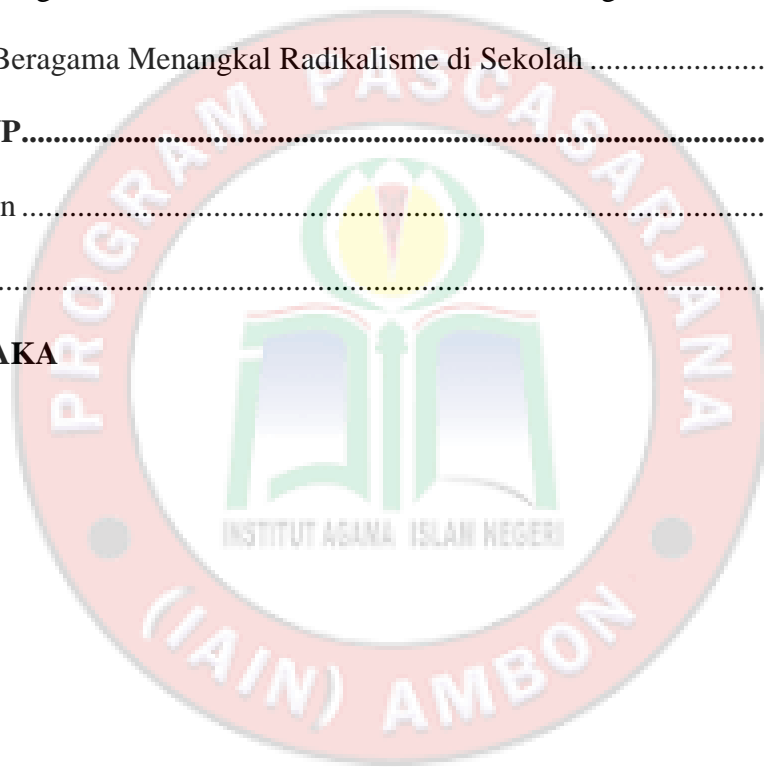 Beragama Menangkal Radikalisme di Sekolah ....................
P...............................................................................................
n ..............................................................................................
..............................................................................................
AKA
PROGRAM PASCASARJANA
INSTITUT AGAMA ISLAM NEGERI
(IAIN) AMBON